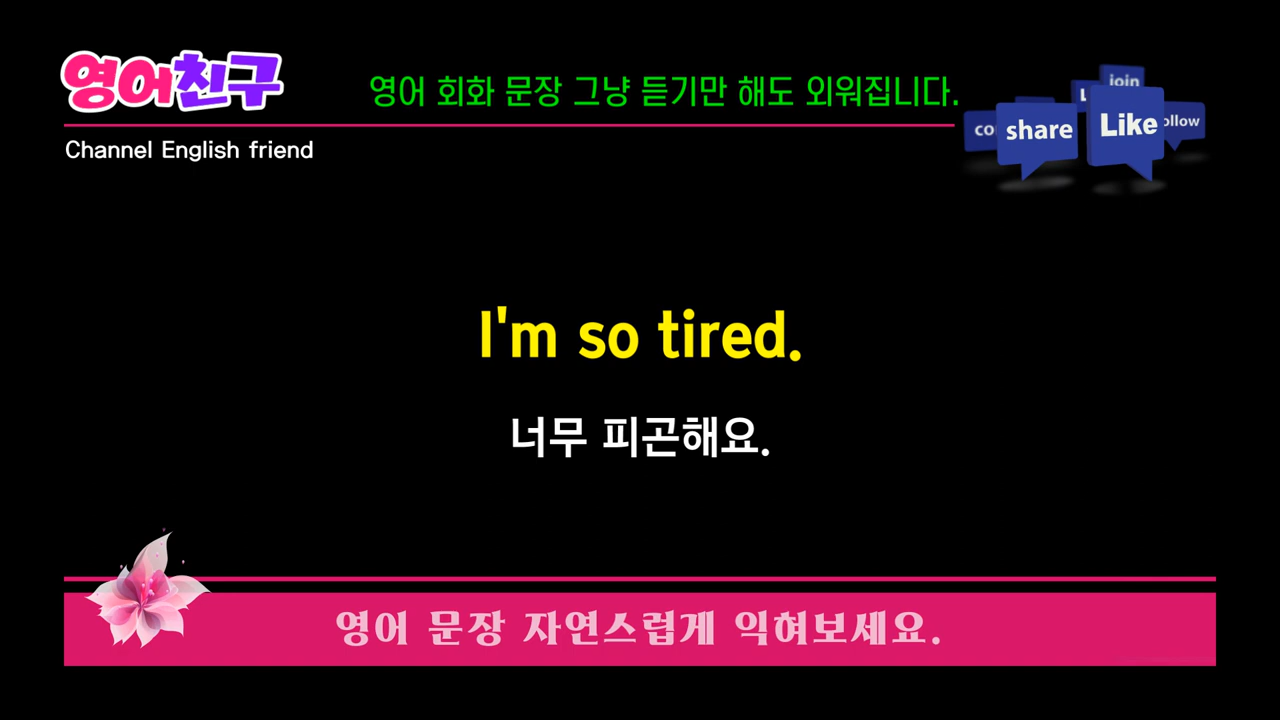 영어친구
영어 회화 문장 그냥 듣기만 해도 외워집니다.
Channel English friend
join
share
Like
I'm so tired.
너무 피곤해요.
영어 문장 자연스럽게 익혀보세요.